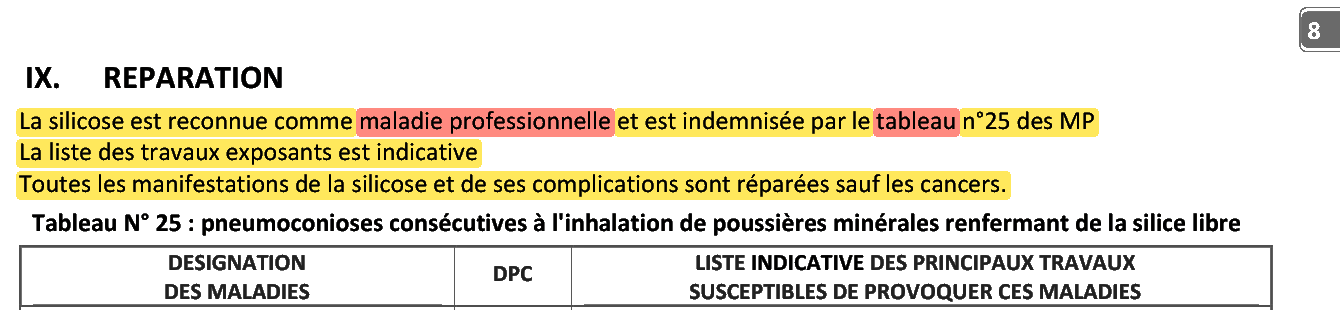 8
IX. REPARATION
La silicose est reconnue comme maladie professionnelle et est indemnisée par le tableau n°25 des MP
La liste des travaux exposants est indicative
Toutes les manifestations de la silicose et de ses complications sont réparées sauf les cancers.
Tableau N° 25 : pneumoconioses consécutives à l'inhalation de poussières minérales renfermant de la silice libre
DESIGNATION
DES MALADIES
DPC
LISTE INDICATIVE DES PRINCIPAUX TRAVAUX
SUSCEPTIBLES DE PROVOQUER CES MALADIES